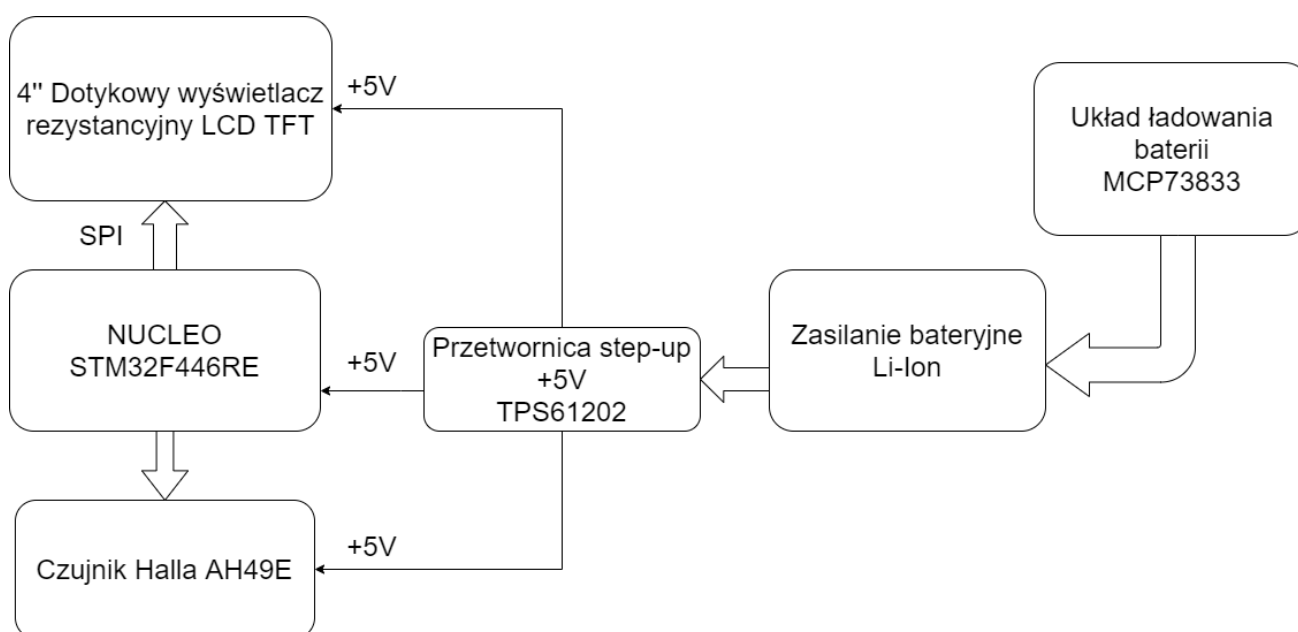 4'' Dotykowy wyświetlacz
rezystancyjny LCD TFT
+5V
Układ ładowania
baterii
MCP73833
SPI
NUCLEO
STM32F446RE
+5V
Przetwornica step-up
+5V
TPS61202
Zasilanie bateryjne
Li-Ion
Czujnik Halla AH49E
+5V